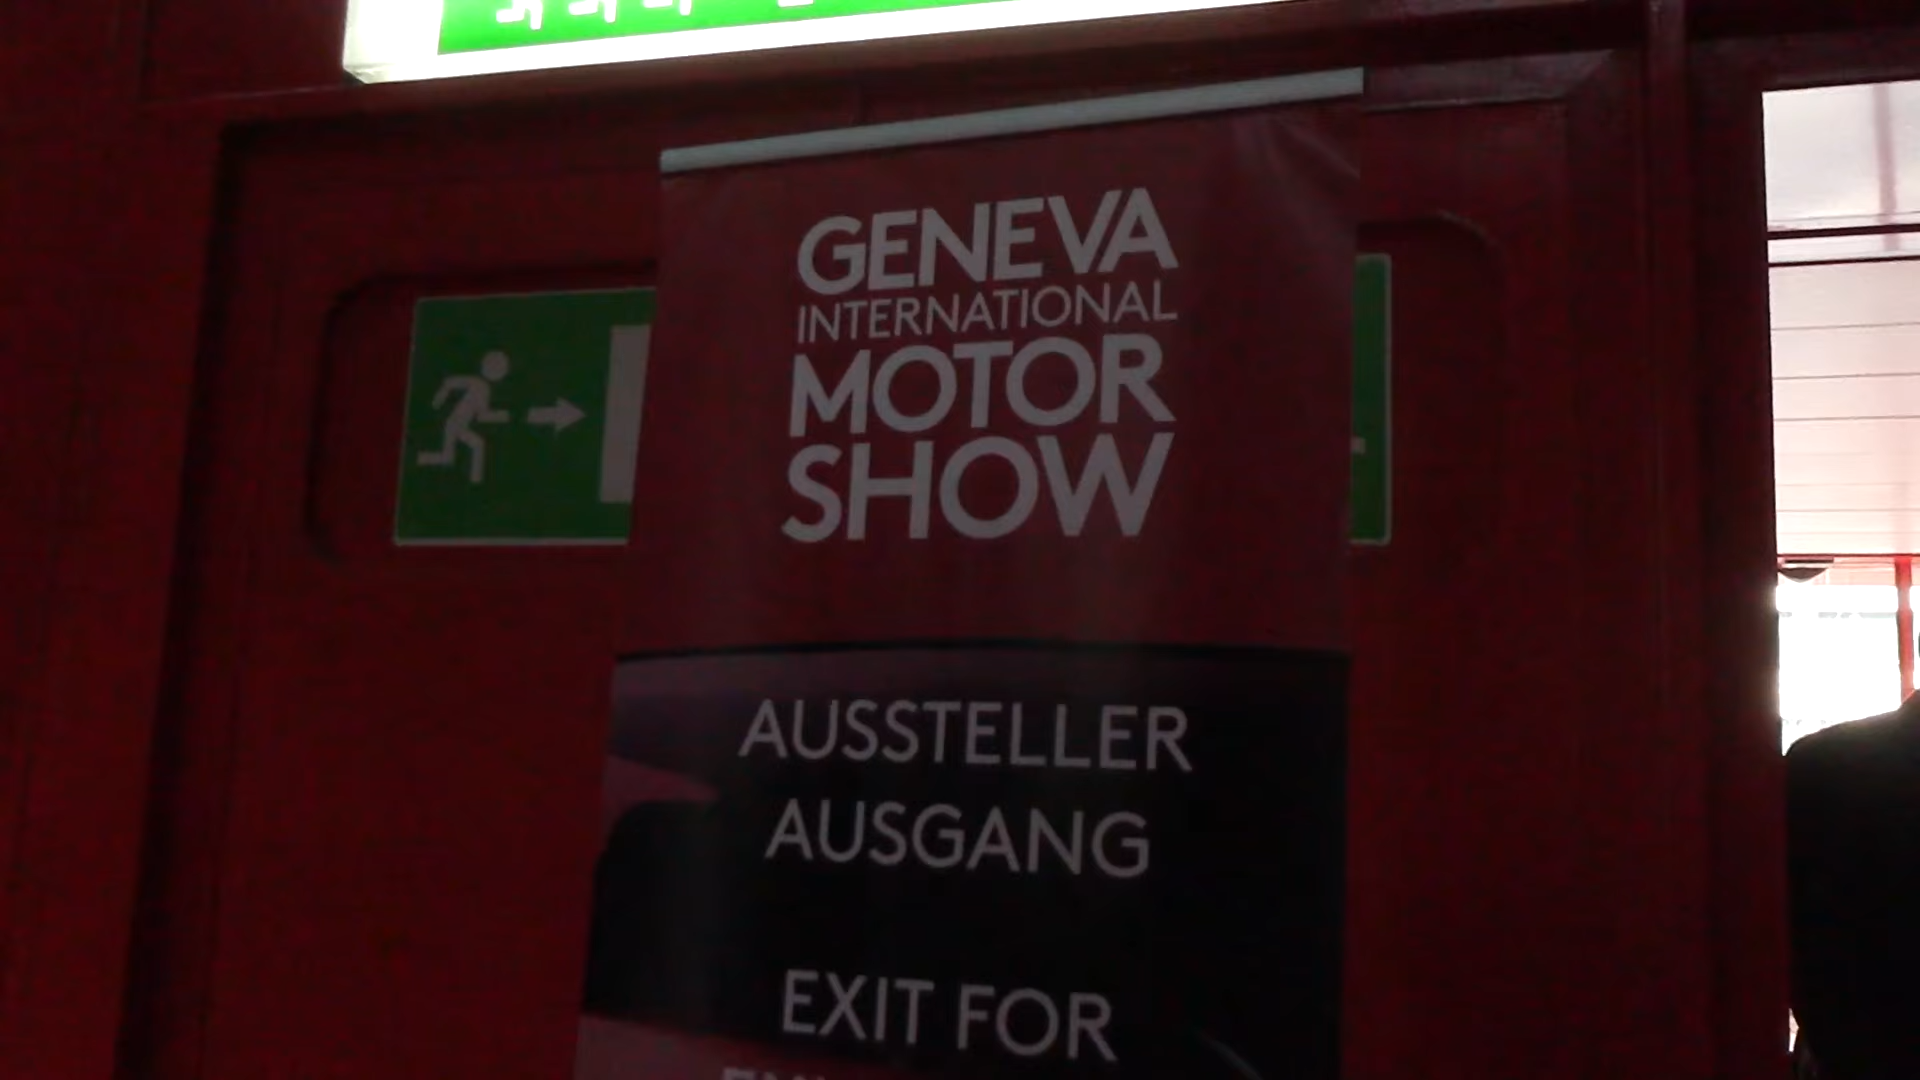 GENEVA
INTERNATIONAL
MOTOR
SHOW
AUSSTELLER
AUSGANG
EXIT FOR